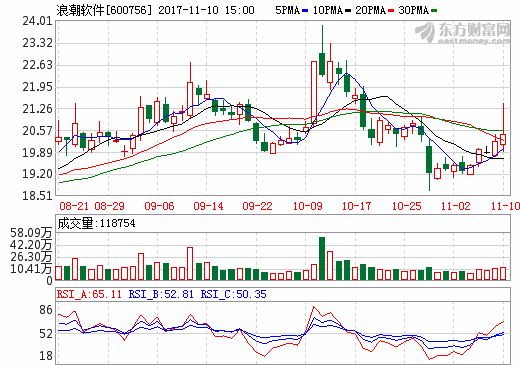 浪潮软件[600756] 2017-11-10 15:00 5PMA 10PMA 20PMA 30PMA
24.01
23.32
22.63
21.95
21.26
20.57
19.89
19.20
18.51
东方财富网
eastmoney.com
08-21 08-29 09-06 09-14 09-22 10-09 10-17 10-25 11-02 11-10
成交量:118754
58.09万
42.20万
26.30万
10.41万
0
RSI_A:65.11 RSI_B:52.81 RSI_C:50.35
86
52
18